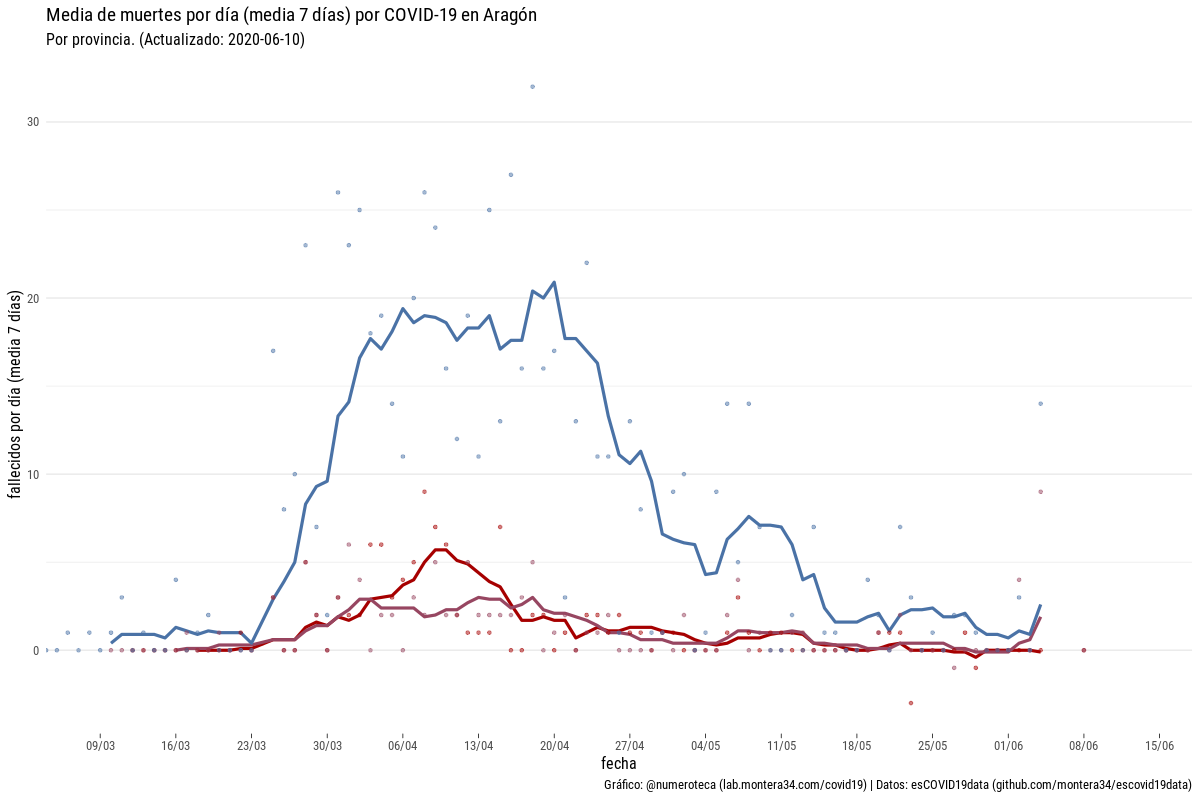 Media de muertes por día (media 7 días) por COVID-19 en Aragón
Por provincia. (Actualizado: 2020-06-10)
fallecidos por día (media 7 días)
30
20
10
0
09/03 16/03 23/03 30/03 06/04 13/04 20/04 27/04 04/05 11/05 18/05 25/05 01/06 08/06 15/06
fecha
Gráfico: @numeroteca (lab.montera34.com/covid19) | Datos: esCOVID19data (github.com/montera34/escovid19data)